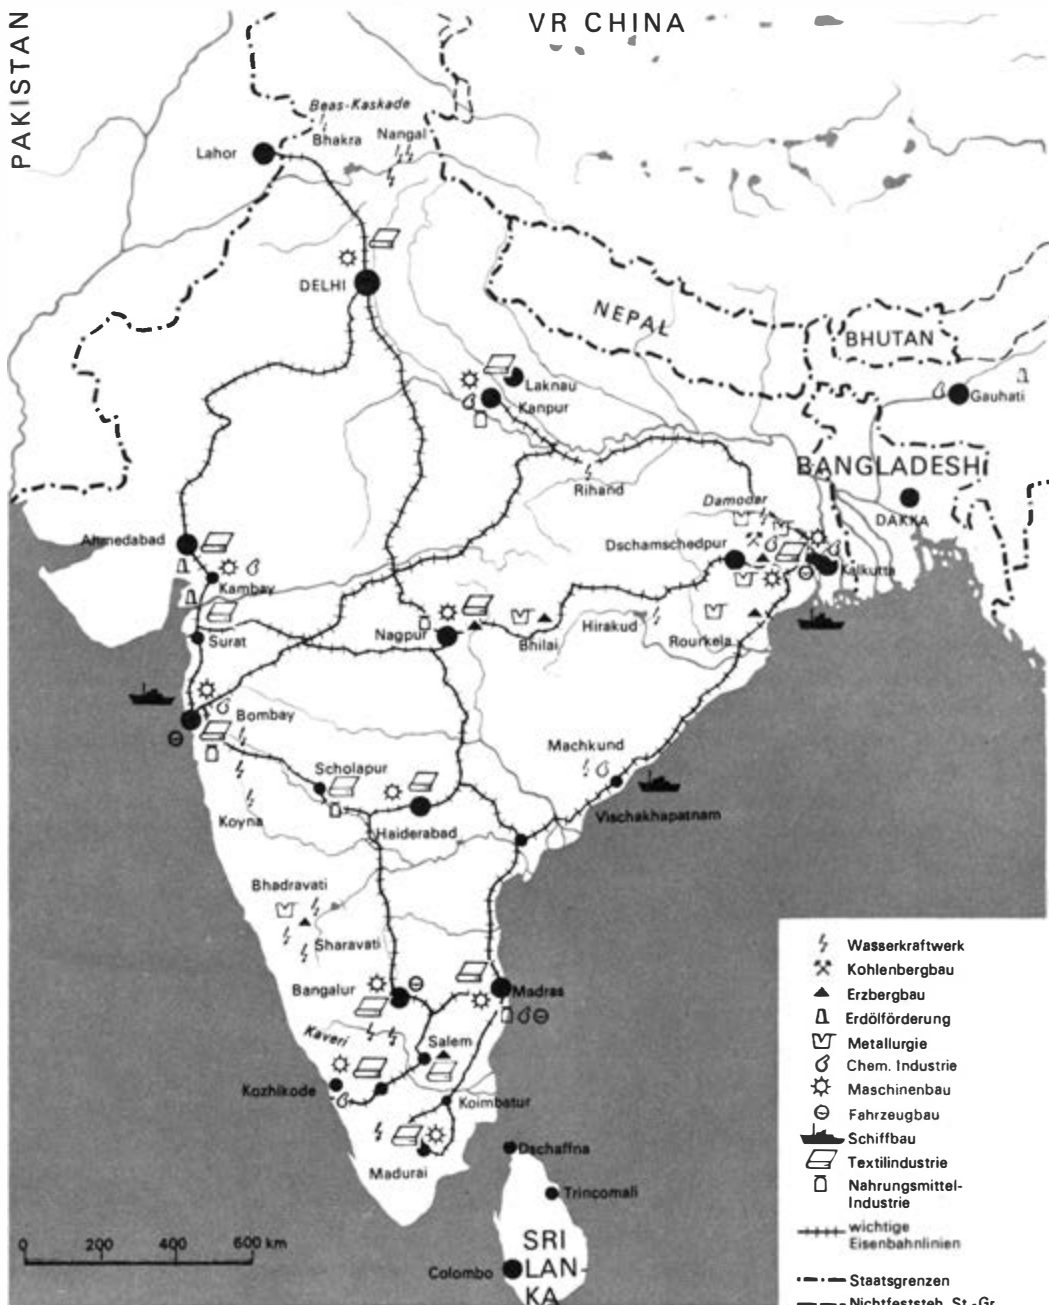 VR CHINA
PAKISTAN
Beas-Kaskade
Bhakra
Nangal
Lahor
DELHI
NEPAL
BHUTAN
Laknau
Kanpur
Gauhati
BANGLADESH
Rihand
Damodar
DAKKA
Ahmedabad
Dschamschedpur
Kalkutta
Kambay
Surat
Nagpur
Bhilai
Hirakud
Rourkela
Bombay
Machkund
Scholapur
Koyna
Haiderabad
Vischakhapatnam
Bhadravati
Sharavati
Bangalur
Madras
Kaveri
Salem
Kozhikode
Koimbatur
Madurai
Dschaffna
Trincomali
Colombo
SRI
LAN-
KA
0 200 400 600 km
Wasserkraftwerk
Kohlenbergbau
Erzbergbau
Erdölförderung
Metallurgie
Chem. Industrie
Maschinenbau
Fahrzeugbau
Schiffbau
Textilindustrie
Nahrungsmittel-
Industrie
wichtige
Eisenbahnlinien
Staatsgrenzen
Nichtfeststeh. St.-Gr.